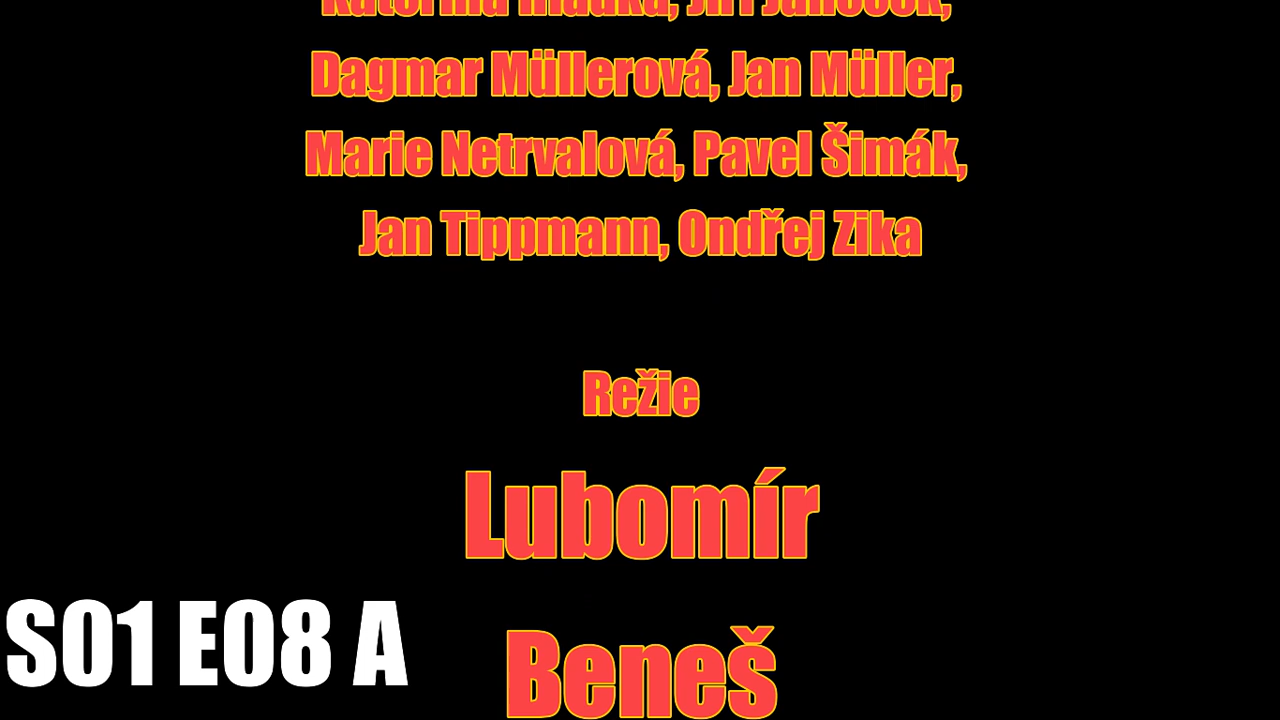 Dagmar Müllerová, Jan Müller,
Marie Netrvalová, Pavel Šimák,
Jan Tippmann, Ondřej Zika
Režie
Lubomír
Beneš
S01 E08 A